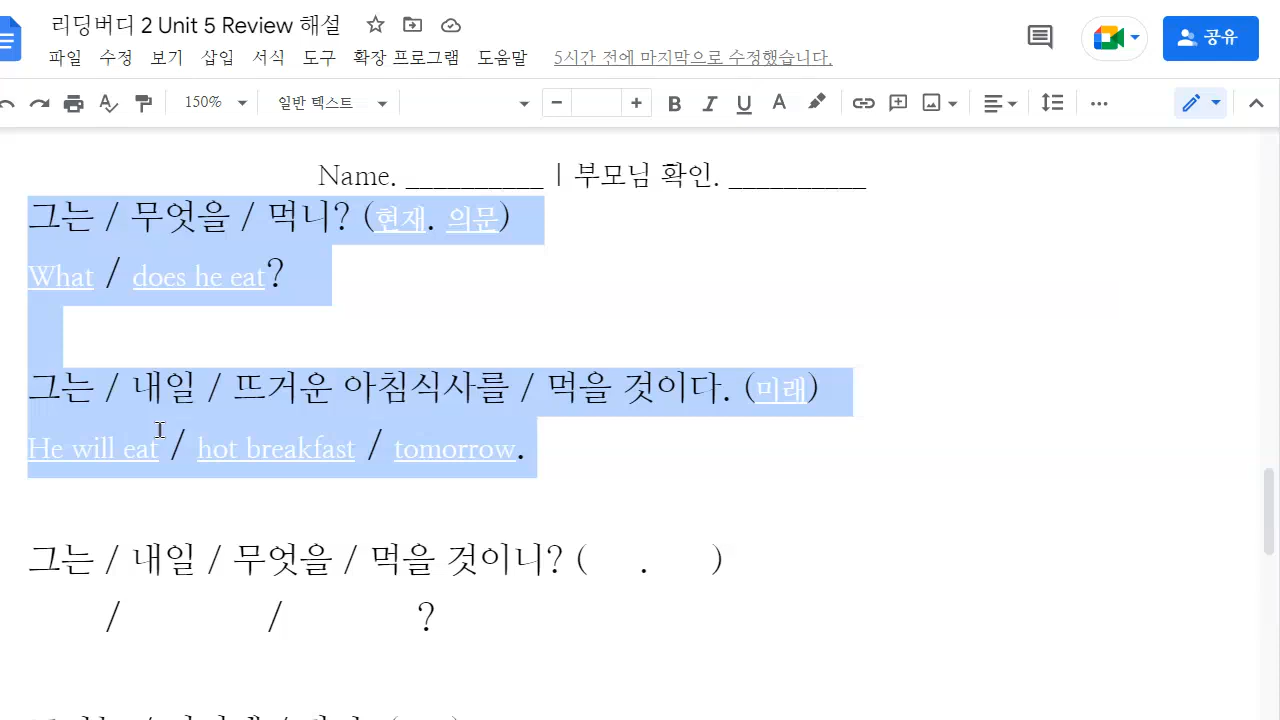 리딩버디 2 Unit 5 Review 해설
파일 수정 보기 삽입 서식 도구 확장 프로그램 도움말 5시간 전에 마지막으로 수정했습니다.
공유
150% 일반 텍스트 B I U A
Name. __________ | 부모님 확인. __________
그는 / 무엇을 / 먹니? (현재. 의문)
What / does he eat?
그는 / 내일 / 뜨거운 아침식사를 / 먹을 것이다. (미래)
He will eat / hot breakfast / tomorrow.
그는 / 내일 / 무엇을 / 먹을 것이니? ( . )
/ / ?